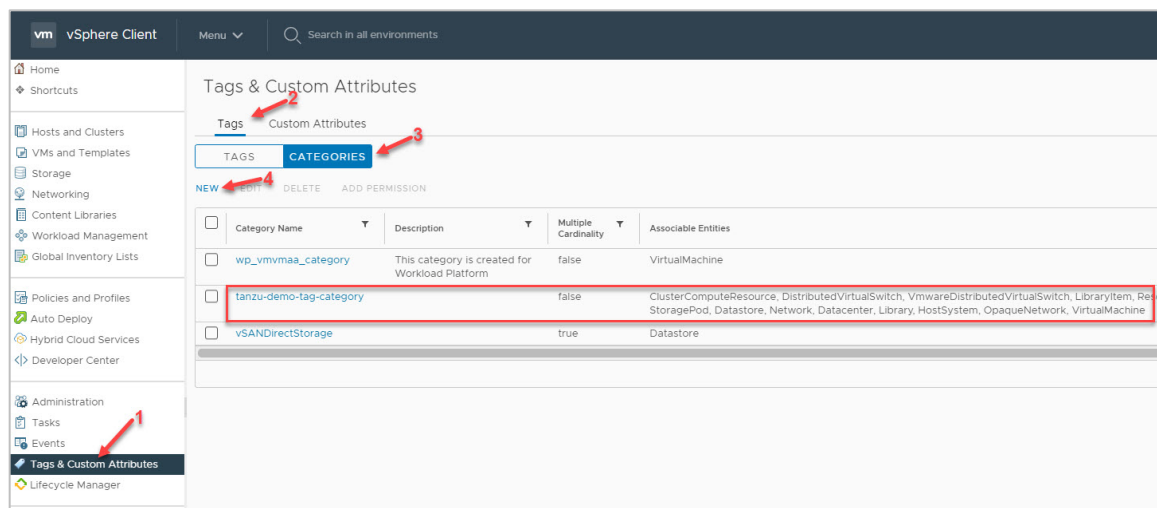 vm vSphere Client Menu Search in all environments
Home
Shortcuts
Hosts and Clusters
VMs and Templates
Storage
Networking
Content Libraries
Workload Management
Global Inventory Lists
Policies and Profiles
Auto Deploy
Hybrid Cloud Services
Developer Center
Administration
Tasks
1
Events
Tags & Custom Attributes
Lifecycle Manager
Tags & Custom Attributes
2
Tags Custom Attributes
3
TAGS CATEGORIES
4
NEW EDIT DELETE ADD PERMISSION
Category Name Description Multiple Cardinality Associable Entities
wp_vmvmaa_category This category is created for Workload Platform false VirtualMachine
tanzu-demo-tag-category false ClusterComputeResource, DistributedVirtualSwitch, VmwareDistributedVirtualSwitch, LibraryItem,
StoragePod, Datastore, Network, Datacenter, Library, HostSystem, OpaqueNetwork, VirtualMachine
vSANDirectStorage true Datastore